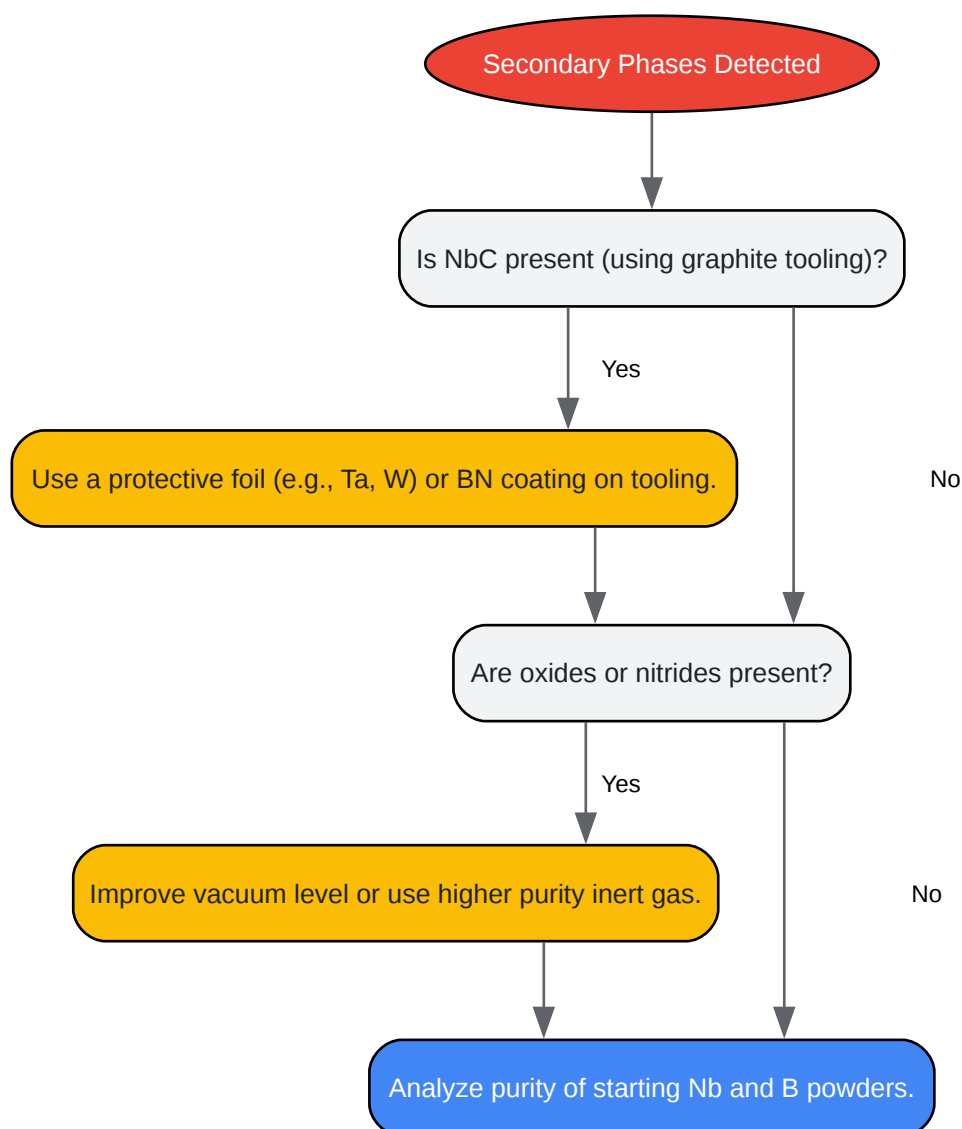 Secondary Phases Detected
Is NbC present (using graphite tooling)?
Yes
Use a protective foil (e.g., Ta, W) or BN coating on tooling.
No
Are oxides or nitrides present?
Yes
Improve vacuum level or use higher purity inert gas.
No
Analyze purity of starting Nb and B powders.